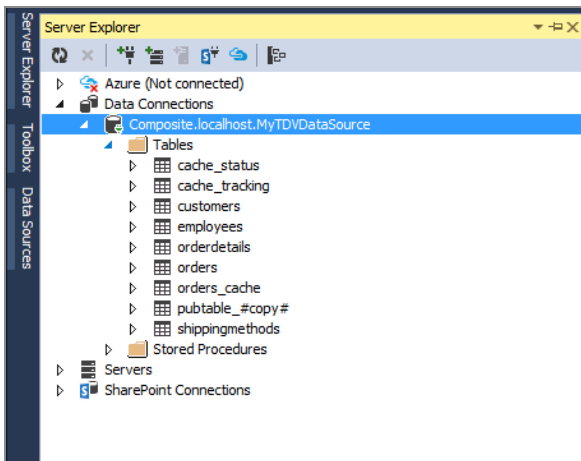 Server Explorer
Toolbox
Data Sources
Server Explorer
Azure (Not connected)
Data Connections
Composite.localhost.MyTDVDataSource
Tables
cache_status
cache_tracking
customers
employees
orderdetails
orders
orders_cache
pubtable_#copy#
shippingmethods
Stored Procedures
Servers
SharePoint Connections